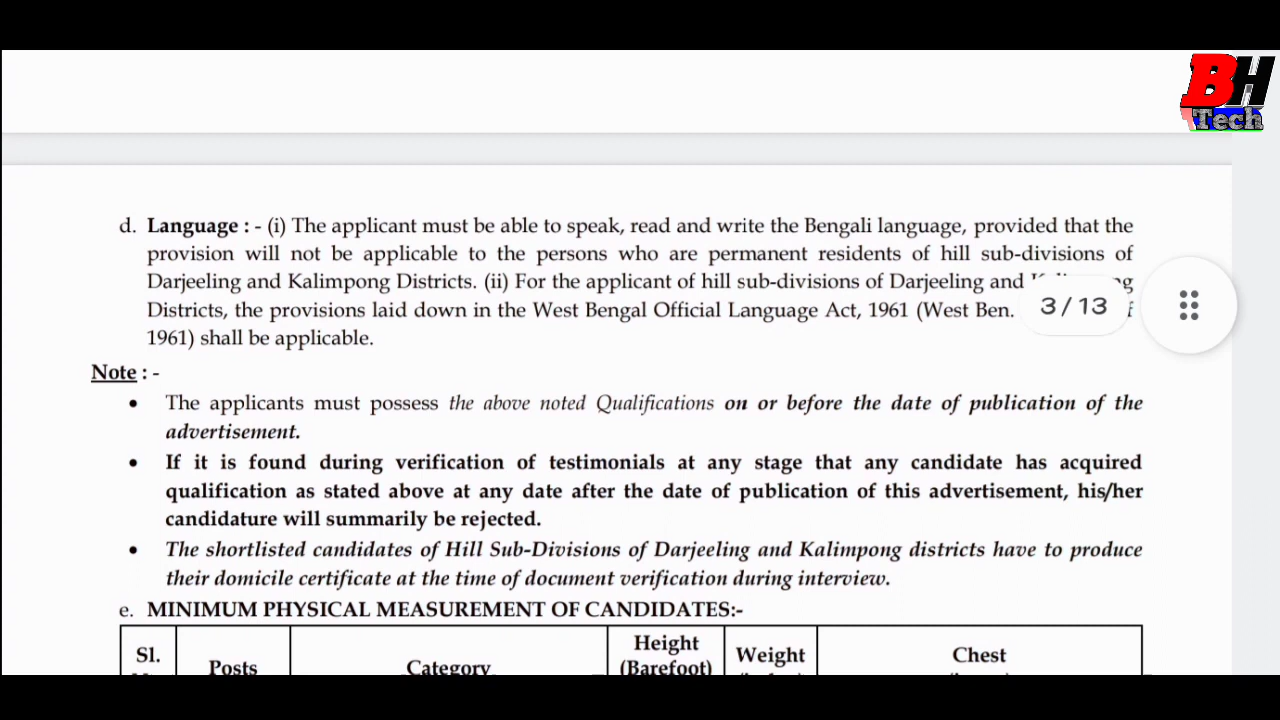 BH
Tech
d. Language : - (i) The applicant must be able to speak, read and write the Bengali language, provided that the
provision will not be applicable to the persons who are permanent residents of hill sub-divisions of
Darjeeling and Kalimpong Districts. (ii) For the applicant of hill sub-divisions of Darjeeling and
Districts, the provisions laid down in the West Bengal Official Language Act, 1961 (West Ben.
3 / 13
1961) shall be applicable.
Note : -
• The applicants must possess the above noted Qualifications on or before the date of publication of the
advertisement.
• If it is found during verification of testimonials at any stage that any candidate has acquired
qualification as stated above at any date after the date of publication of this advertisement, his/her
candidature will summarily be rejected.
• The shortlisted candidates of Hill Sub-Divisions of Darjeeling and Kalimpong districts have to produce
their domicile certificate at the time of document verification during interview.
e. MINIMUM PHYSICAL MEASUREMENT OF CANDIDATES:-
Sl. Posts Category Height (Barefoot) Weight Chest